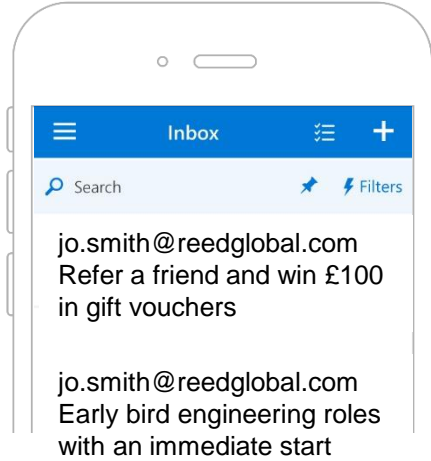 Inbox
Search
Filters
jo.smith@reedglobal.com
Refer a friend and win £100
in gift vouchers
jo.smith@reedglobal.com
Early bird engineering roles
with an immediate start